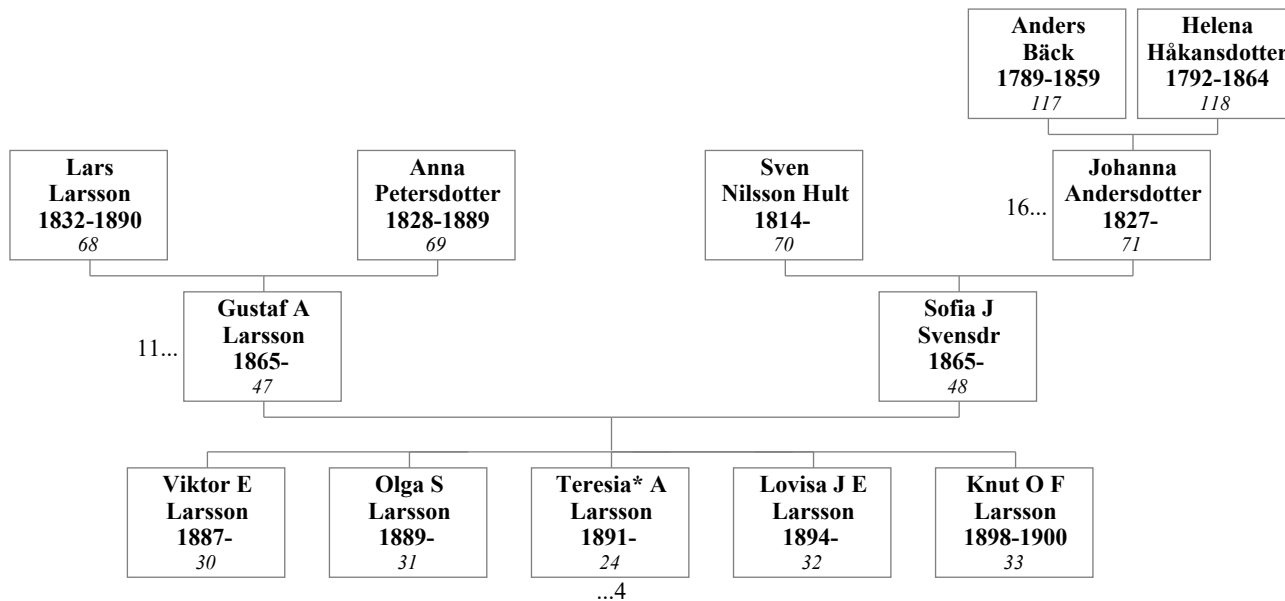 Anders
Bäck
1789-1859
117
Helena
Håkansdotter
1792-1864
118
Lars
Larsson
1832-1890
68
Anna
Petersdotter
1828-1889
69
Sven
Nilsson Hult
1814-
70
16...
Johanna
Andersdotter
1827-
71
11...
Gustaf A
Larsson
1865-
47
Sofia J
Svensdr
1865-
48
Viktor E
Larsson
1887-
30
Olga S
Larsson
1889-
31
Teresia* A
Larsson
1891-
24
...4
Lovisa J E
Larsson
1894-
32
Knut O F
Larsson
1898-1900
33